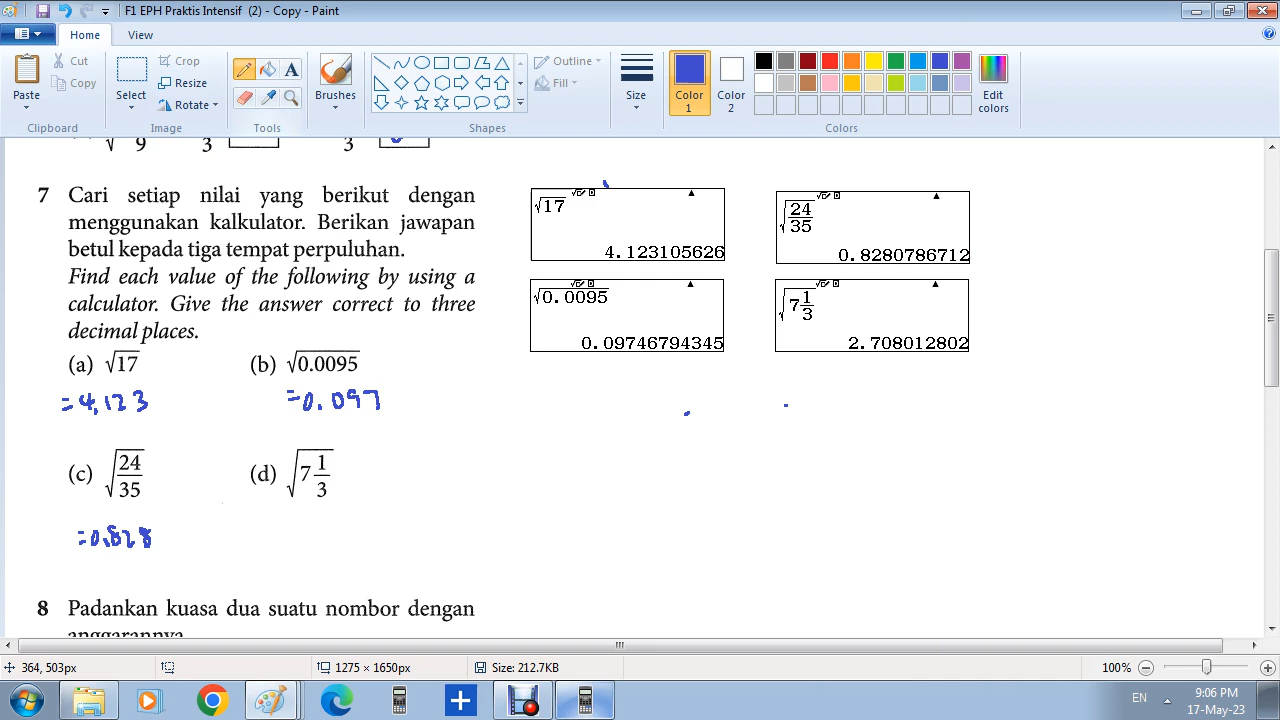 F1 EPH Praktis Intensif (2) - Copy - Paint
Home View
Paste Cut Copy Clipboard
Select Crop Resize Rotate Image
Tools
Brushes
Outline Fill Shapes
Size
Color 1 Color 2 Edit colors Colors
√ 9 3 3
7 Cari setiap nilai yang berikut dengan
menggunakan kalkulator. Berikan jawapan
betul kepada tiga tempat perpuluhan.
Find each value of the following by using a
calculator. Give the answer correct to three
decimal places.
(a) √17 (b) √0.0095
=4.123 =0.097
(c) √24/35 (d) √7 1/3
=0.828
8 Padankan kuasa dua suatu nombor dengan
anggarannya
√17
4.123105626
√24/35
0.8280786712
√0.0095
0.09746794345
√7 1/3
2.708012802
364, 503px 1275 × 1650px Size: 212.7KB 100%
EN 9:06 PM
17-May-23